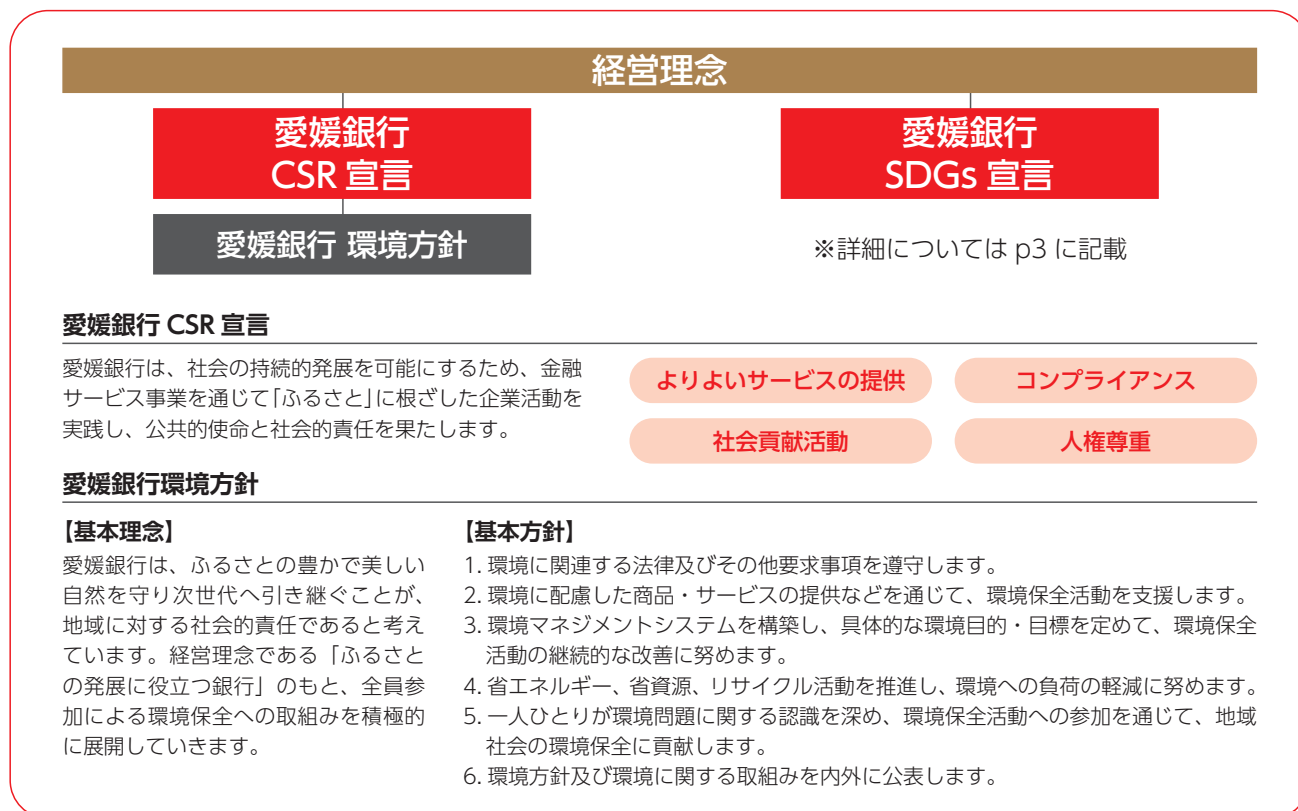 経営理念
愛媛銀行
CSR 宣言
愛媛銀行
SDGs 宣言
愛媛銀行 環境方針
※詳細については p3 に記載
愛媛銀行 CSR 宣言
愛媛銀行は、社会の持続的発展を可能にするため、金融
サービス事業を通じて「ふるさと」に根ざした企業活動を
実践し、公共的使命と社会的責任を果たします。
よりよいサービスの提供
コンプライアンス
社会貢献活動
人権尊重
愛媛銀行環境方針
【基本理念】
愛媛銀行は、ふるさとの豊かで美しい
自然を守り次世代へ引き継ぐことが、
地域に対する社会的責任であると考え
ています。経営理念である「ふるさと
の発展に役立つ銀行」のもと、全員参
加による環境保全への取組みを積極的
に展開していきます。
【基本方針】
1. 環境に関連する法律及びその他要求事項を遵守します。
2. 環境に配慮した商品・サービスの提供などを通じて、環境保全活動を支援します。
3. 環境マネジメントシステムを構築し、具体的な環境目的・目標を定めて、環境保全
活動の継続的な改善に努めます。
4. 省エネルギー、省資源、リサイクル活動を推進し、環境への負荷の軽減に努めます。
5. 一人ひとりが環境問題に関する認識を深め、環境保全活動への参加を通じて、地域
社会の環境保全に貢献します。
6. 環境方針及び環境に関する取組みを内外に公表します。